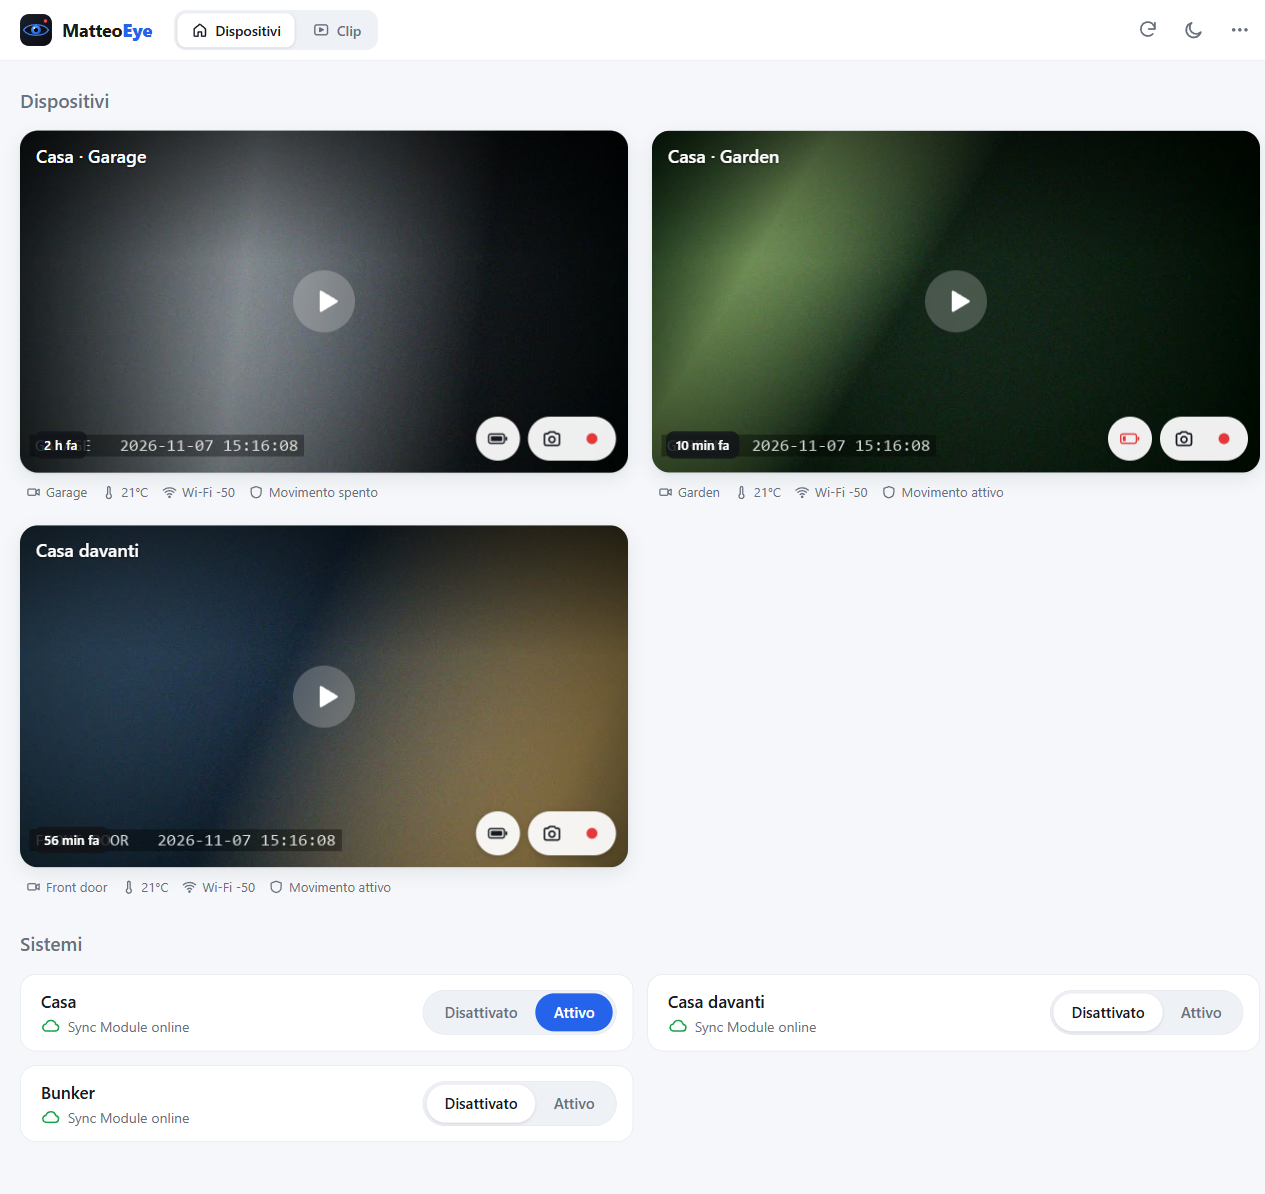 MatteoEye
Dispositivi
Clip
Dispositivi
Casa · Garage
2 h fa
2026-11-07 15:16:08
Garage 21°C Wi-Fi -50 Movimento spento
Casa · Garden
10 min fa
2026-11-07 15:16:08
Garden 21°C Wi-Fi -50 Movimento attivo
Casa davanti
56 min fa
2026-11-07 15:16:08
Front door 21°C Wi-Fi -50 Movimento attivo
Sistemi
Casa
Sync Module online
Disattivato Attivo
Casa davanti
Sync Module online
Disattivato Attivo
Bunker
Sync Module online
Disattivato Attivo